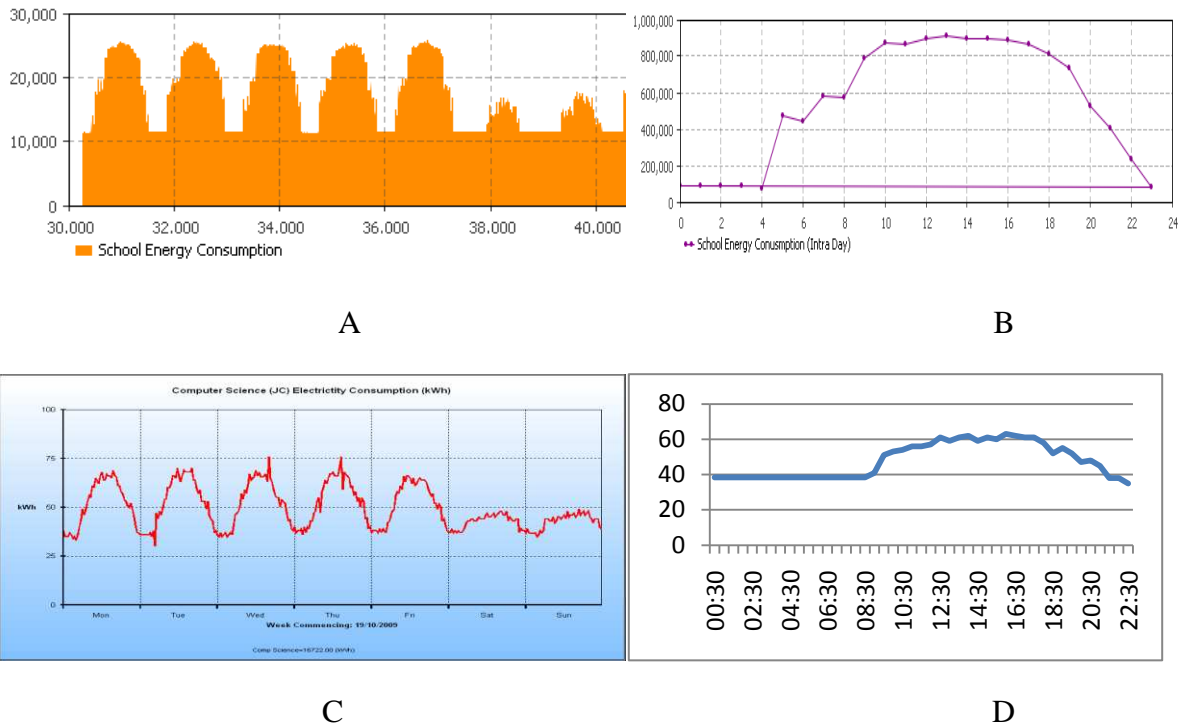 30,000
20,000
10,000
0
30.000 32.000 34.000 36.000 38.000 40.000
School Energy Consumption
A
1,000,000
800,000
600,000
400,000
200,000
0
0 2 4 6 8 10 12 14 16 18 20 22 24
School Energy Conusmption (Intra Day)
B
Computer Science (JC) Electrictity Consumption (kWh)
100
75
kWh 50
25
0
Mon Tue Wed Thu Fri Sat Sun
Week Commencing: 19/10/2009
Comp Science=16722.00 (kWh)
C
80
60
40
20
0
00:30 02:30 04:30 06:30 08:30 10:30 12:30 14:30 16:30 18:30 20:30 22:30
D